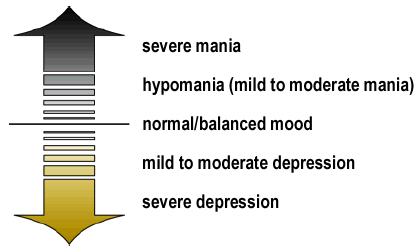 severe mania
hypomania (mild to moderate mania)
normal/balanced mood
mild to moderate depression
severe depression